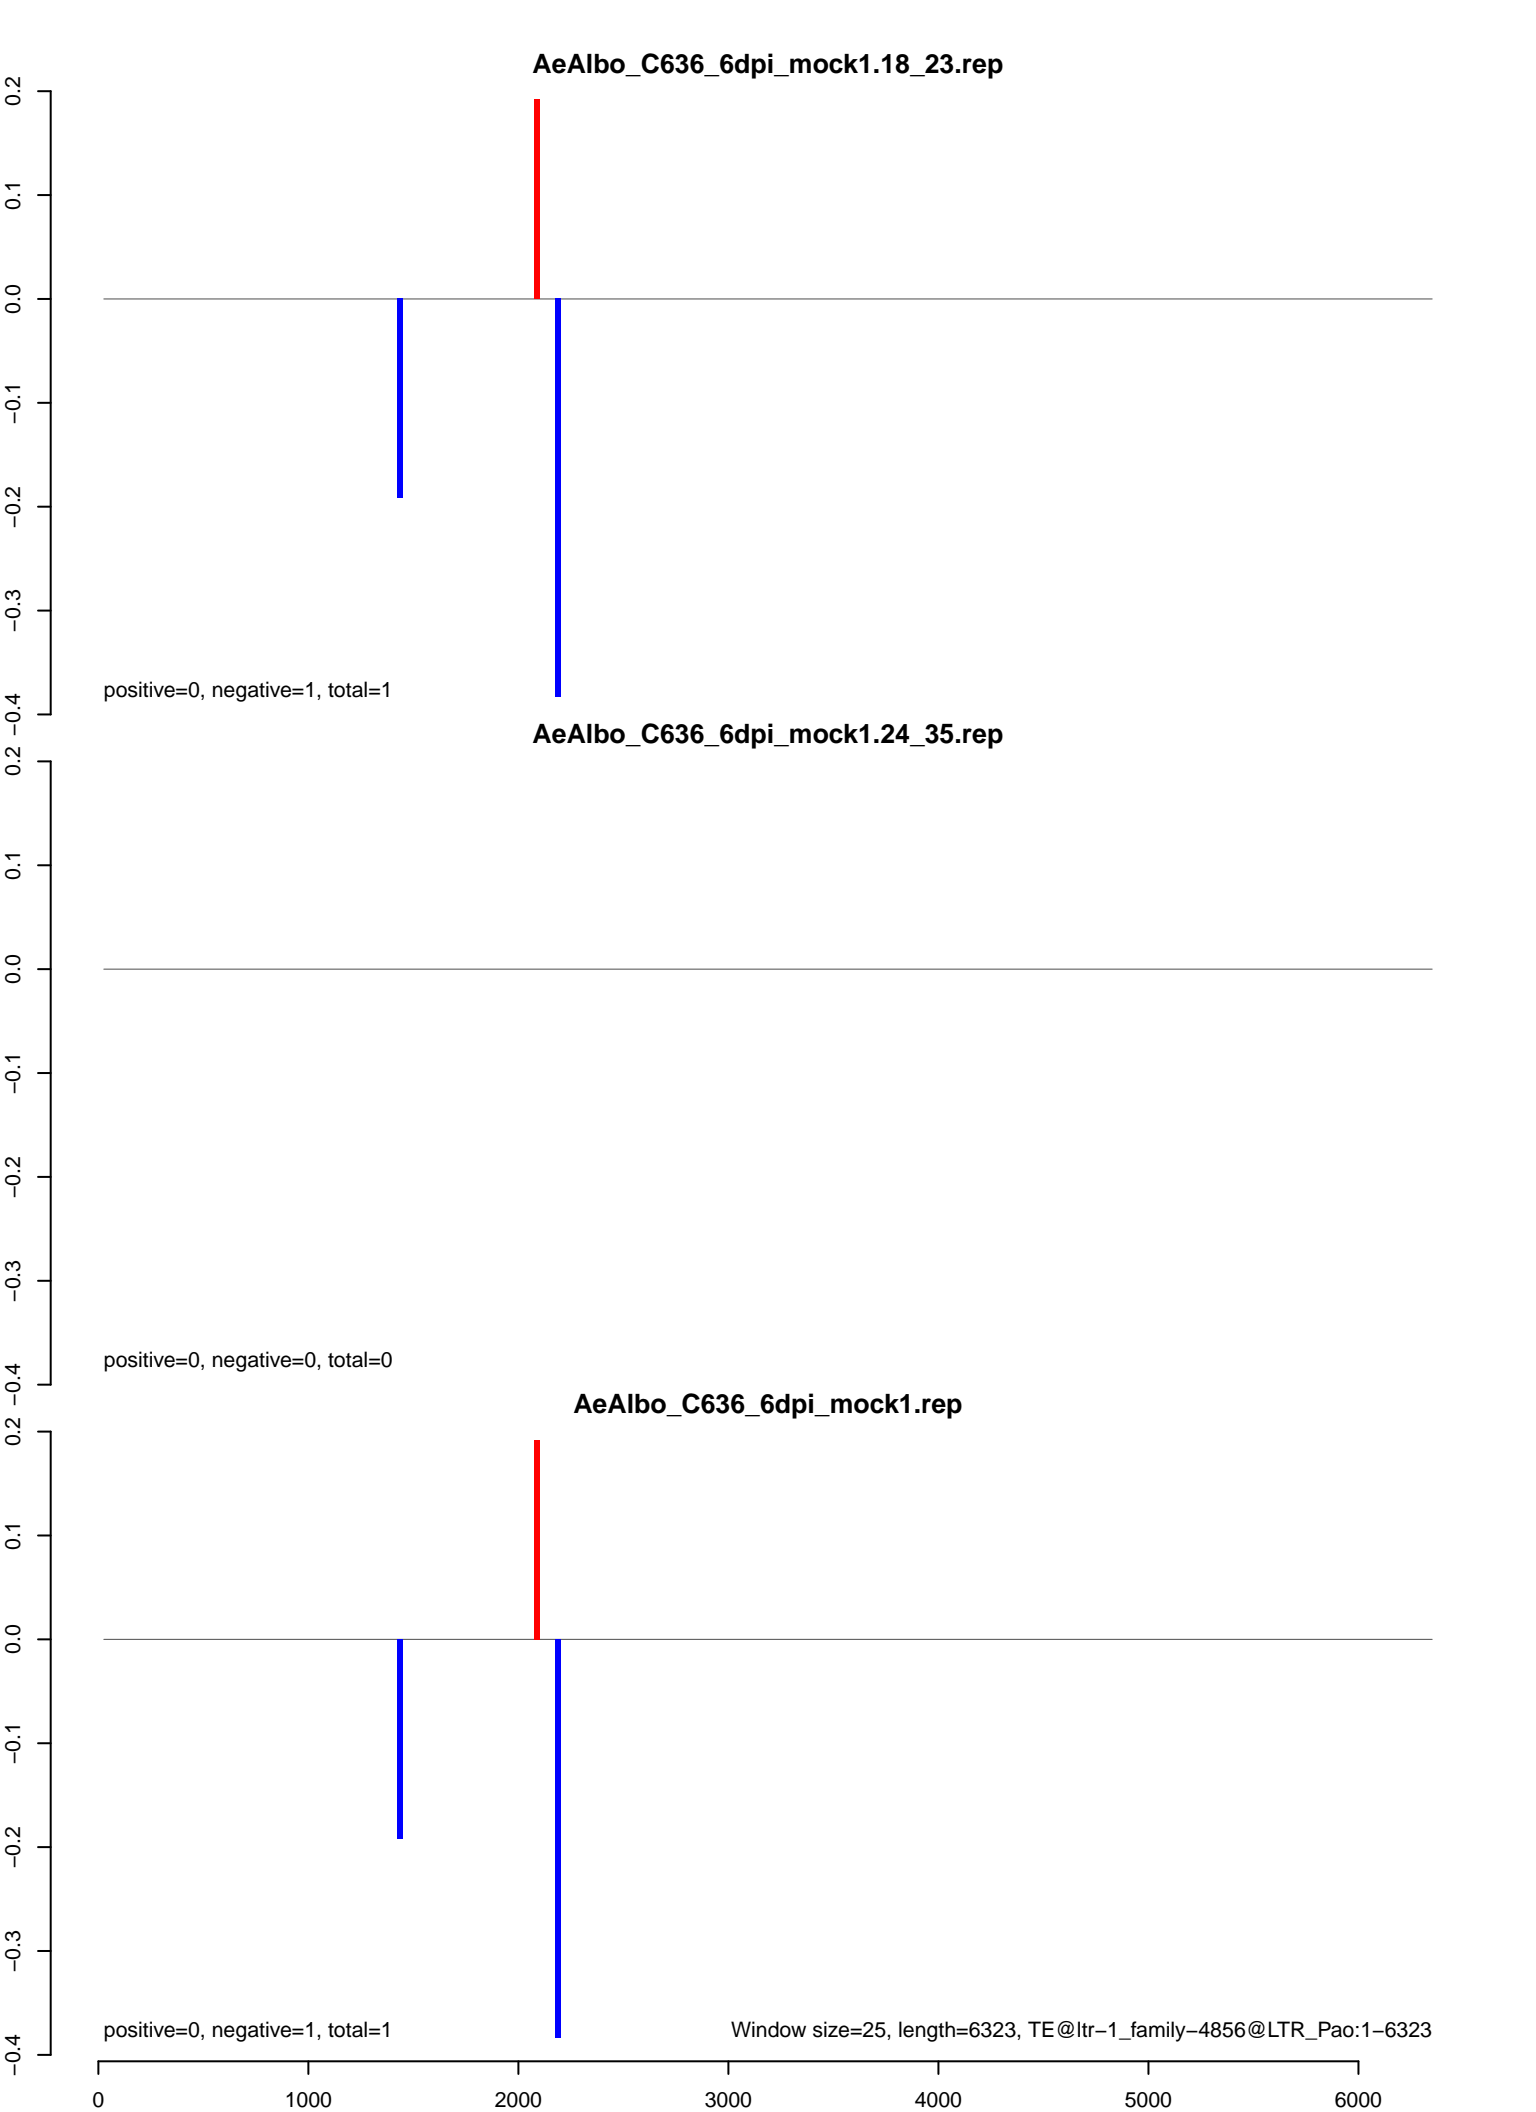 AeAlbo_C636_6dpi_mock1.18_23.rep
0.2
0.1
0.0
−0.1
−0.2
−0.3
−0.4
positive=0, negative=1, total=1
AeAlbo_C636_6dpi_mock1.24_35.rep
0.2
0.1
0.0
−0.1
−0.2
−0.3
−0.4
positive=0, negative=0, total=0
AeAlbo_C636_6dpi_mock1.rep
0.2
0.1
0.0
−0.1
−0.2
−0.3
−0.4
positive=0, negative=1, total=1
Window size=25, length=6323, TE@ltr−1_family−4856@LTR_Pao:1−6323
0 1000 2000 3000 4000 5000 6000